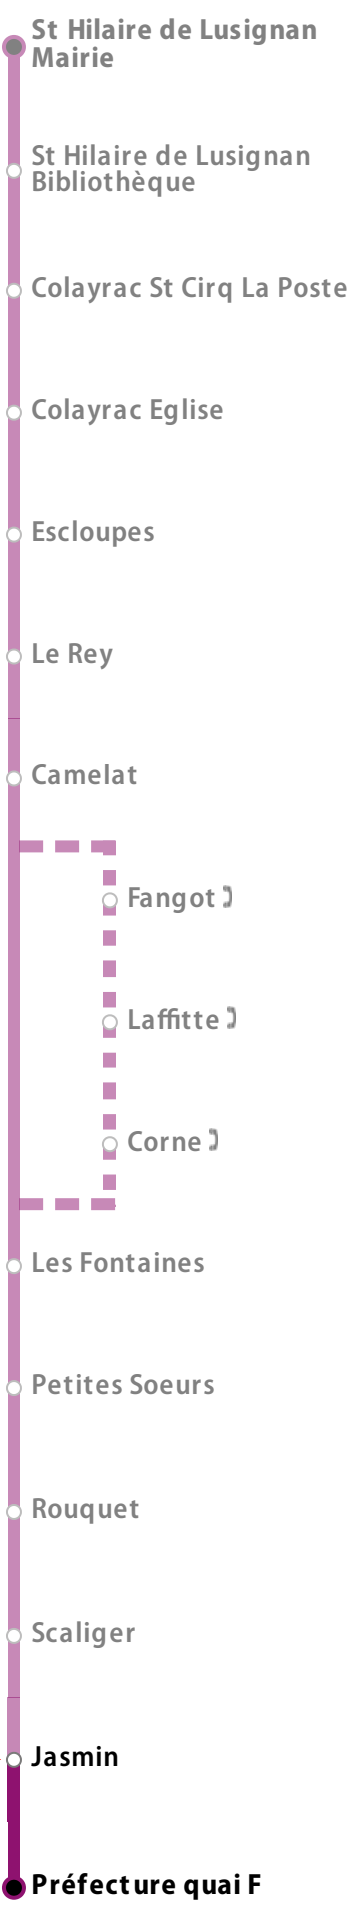 St Hilaire de Lusignan
Mairie
St Hilaire de Lusignan
Bibliothèque
Colayrac St Cirq La Poste
Colayrac Eglise
Escloupes
Le Rey
Camelat
Fangot
Laffitte
Corne
Les Fontaines
Petites Soeurs
Rouquet
Scaliger
Jasmin
Préfecture quai F